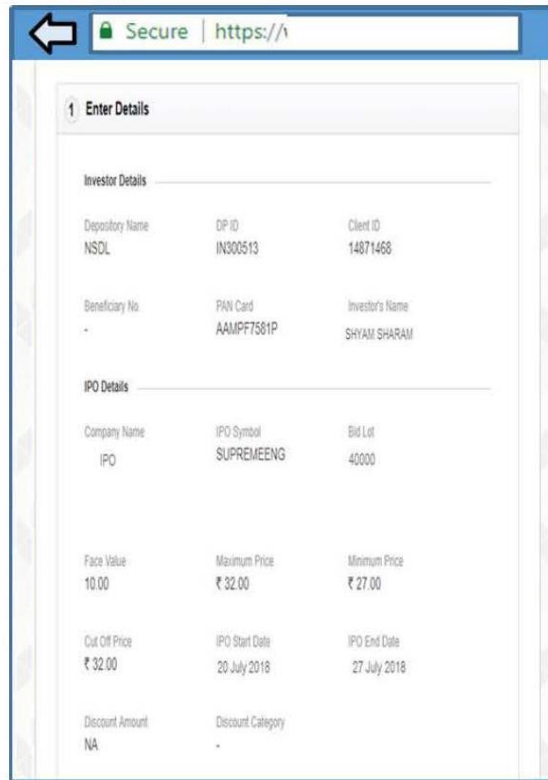 Secure | https://
1 Enter Details
Investor Details
Depository Name DP ID Client ID
NSDL IN300513 14871468
Beneficiary No. PAN Card Investor's Name
- AAMPF7581P SHYAM SHARAM
IPO Details
Company Name IPO Symbol Bid Lot
IPO SUPREMEENG 40000
Face Value Maximum Price Minimum Price
10.00 ₹ 32.00 ₹ 27.00
Cut Off Price IPO Start Date IPO End Date
₹ 32.00 20 July 2018 27 July 2018
Discount Amount Discount Category
NA -